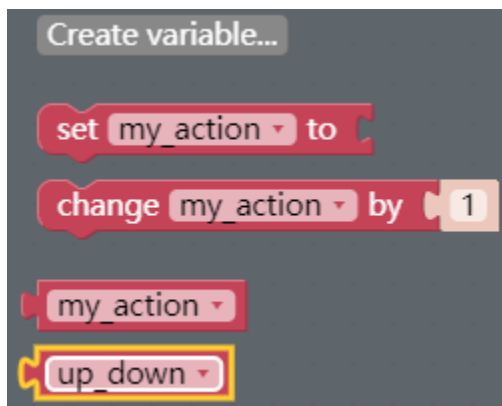 Create variable...
set my_action to
change my_action by 1
my_action
up_down